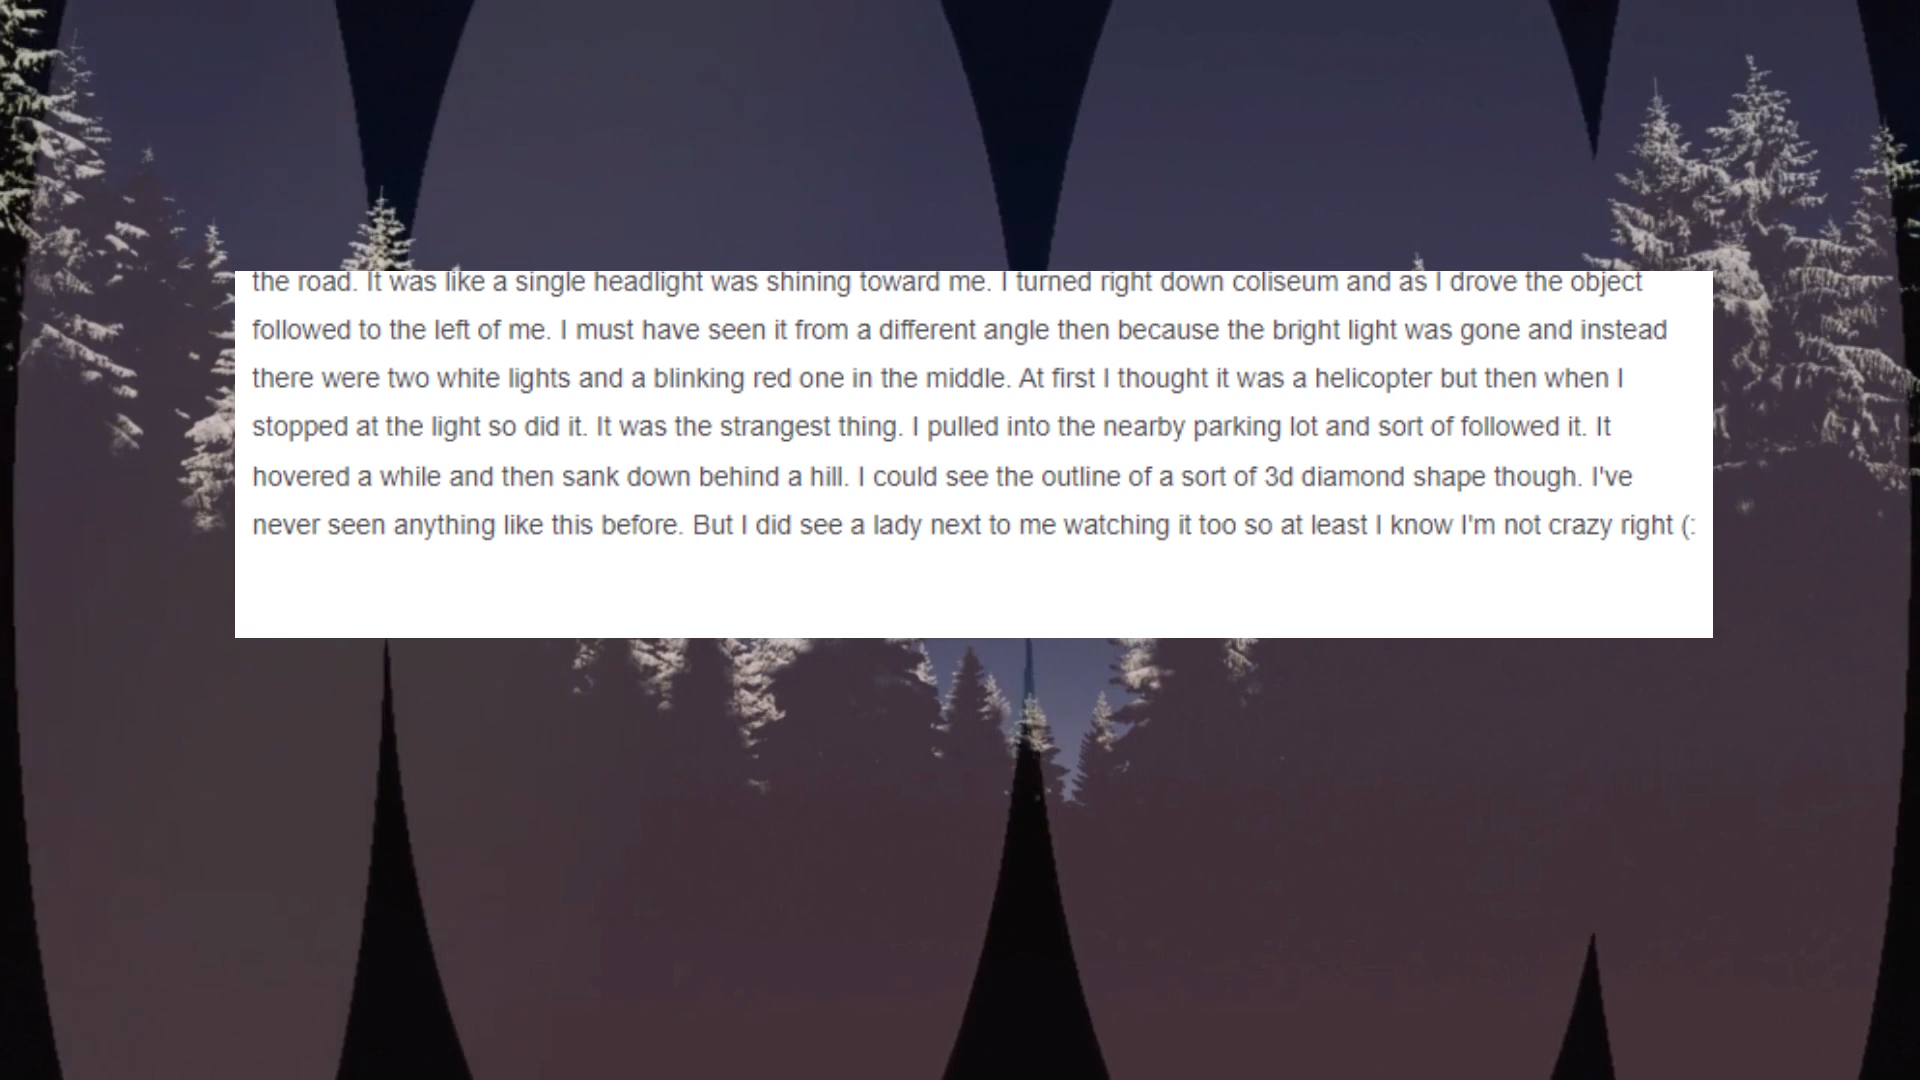 the road. It was like a single headlight was shining toward me. I turned right down coliseum and as I drove the object
followed to the left of me. I must have seen it from a different angle then because the bright light was gone and instead
there were two white lights and a blinking red one in the middle. At first I thought it was a helicopter but then when I
stopped at the light so did it. It was the strangest thing. I pulled into the nearby parking lot and sort of followed it. It
hovered a while and then sank down behind a hill. I could see the outline of a sort of 3d diamond shape though. I've
never seen anything like this before. But I did see a lady next to me watching it too so at least I know I'm not crazy right (: